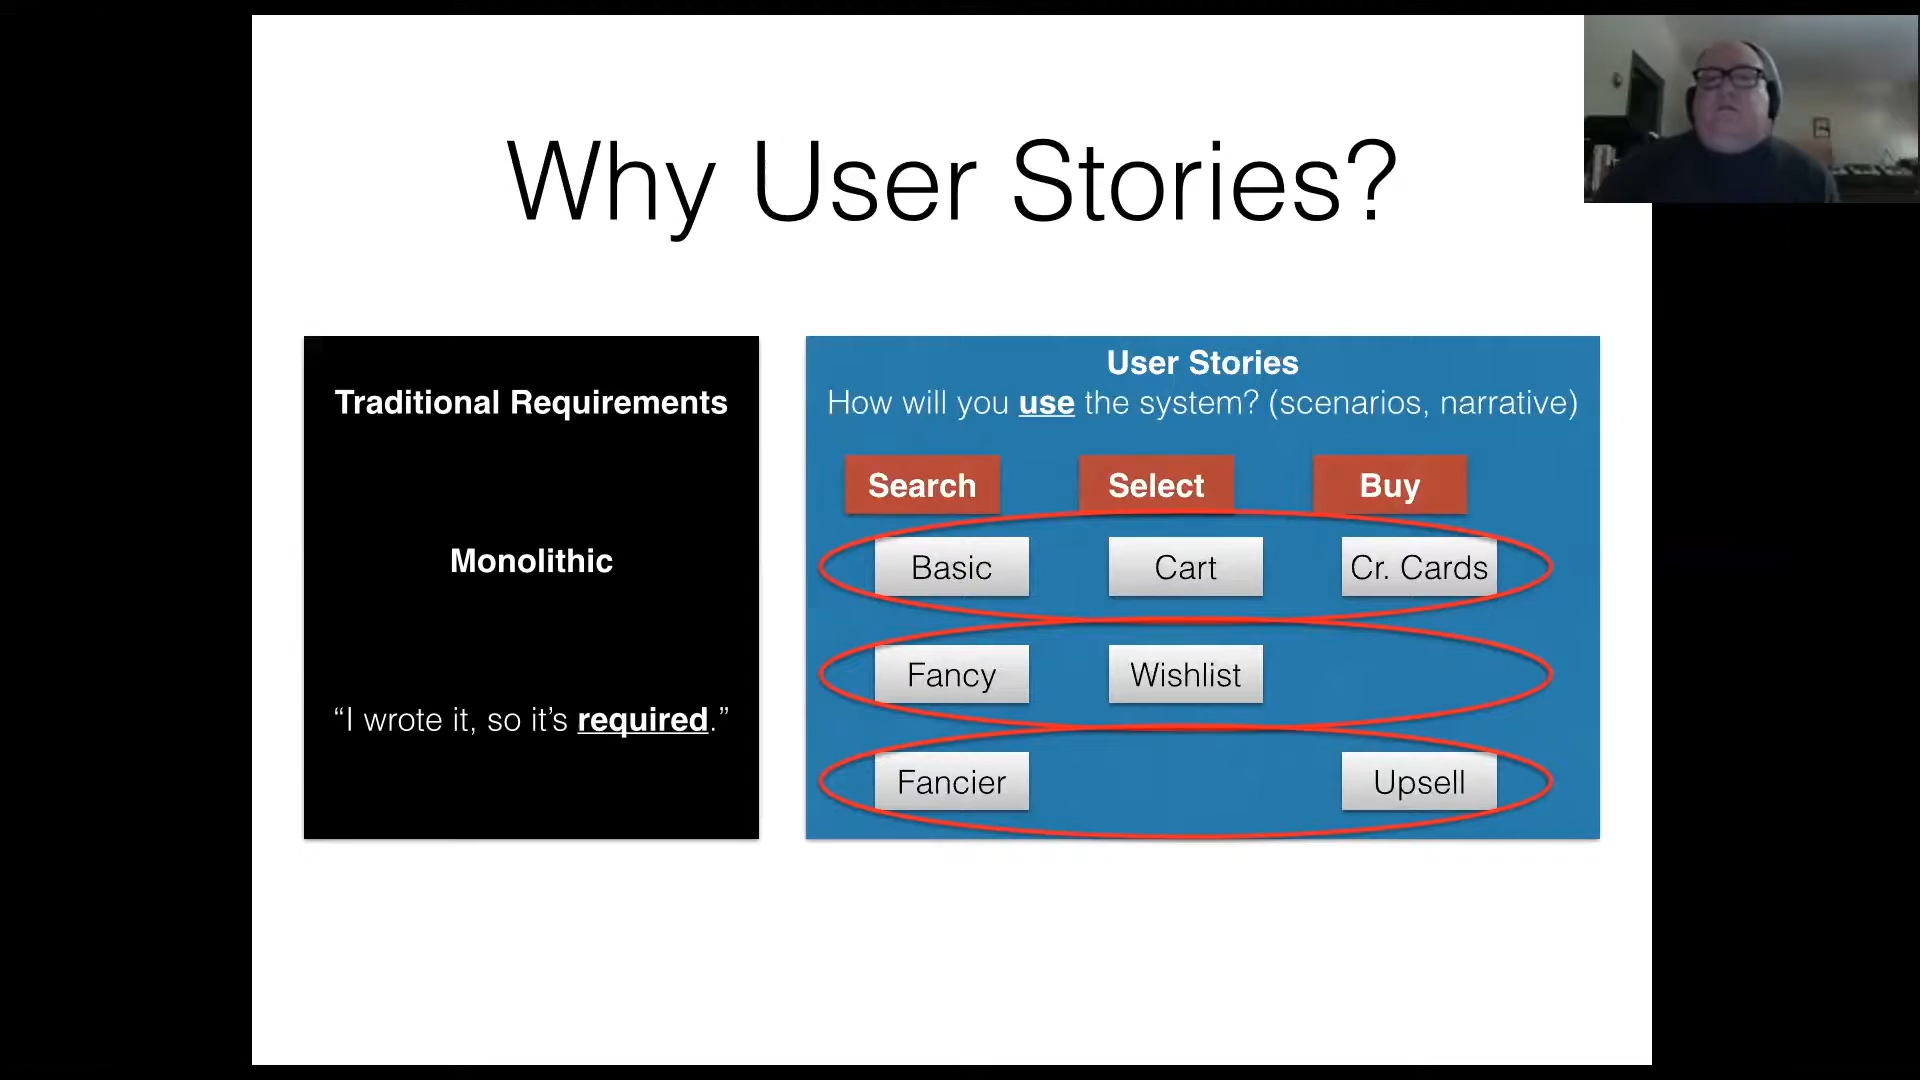 Why User Stories?
Traditional Requirements
Monolithic
“I wrote it, so it’s required.”
User Stories
How will you use the system? (scenarios, narrative)
Search
Select
Buy
Basic
Cart
Cr. Cards
Fancy
Wishlist
Fancier
Upsell